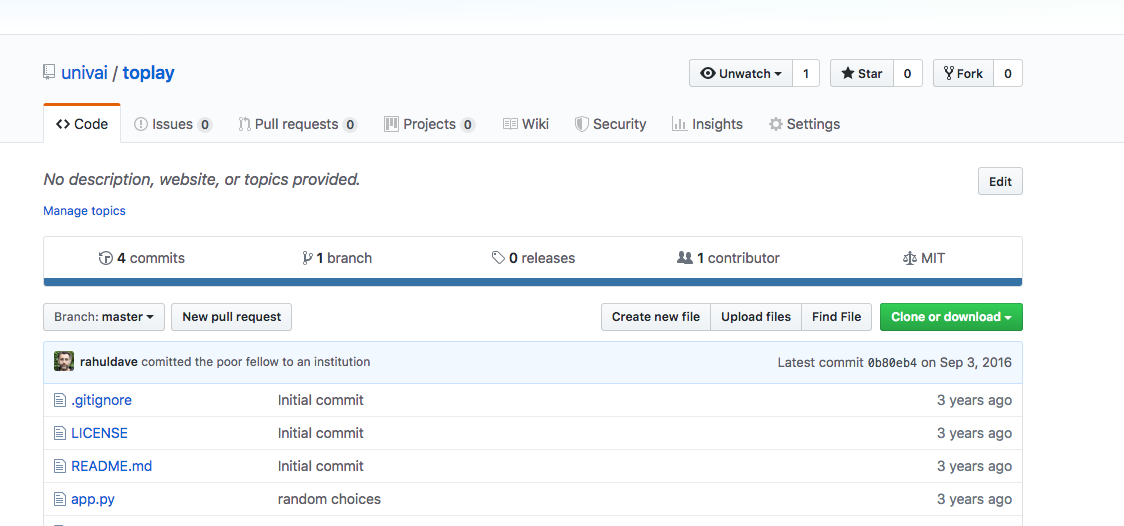 univai / toplay
Unwatch 1 Star 0 Fork 0
Code Issues 0 Pull requests 0 Projects 0 Wiki Security Insights Settings
No description, website, or topics provided. Edit
Manage topics
4 commits 1 branch 0 releases 1 contributor MIT
Branch: master New pull request Create new file Upload files Find File Clone or download
rahuldave comitted the poor fellow to an institution Latest commit 0b80eb4 on Sep 3, 2016
.gitignore Initial commit 3 years ago
LICENSE Initial commit 3 years ago
README.md Initial commit 3 years ago
app.py random choices 3 years ago